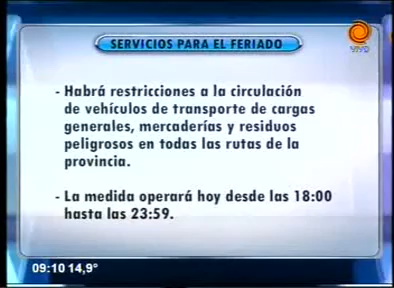 SERVICIOS PARA EL FERIADO
VIVO
- Habrá restricciones a la circulación
de vehículos de transporte de cargas
generales, mercaderías y residuos
peligrosos en todas las rutas de la
provincia.
- La medida operará hoy desde las 18:00
hasta las 23:59.
09:10 14,9°